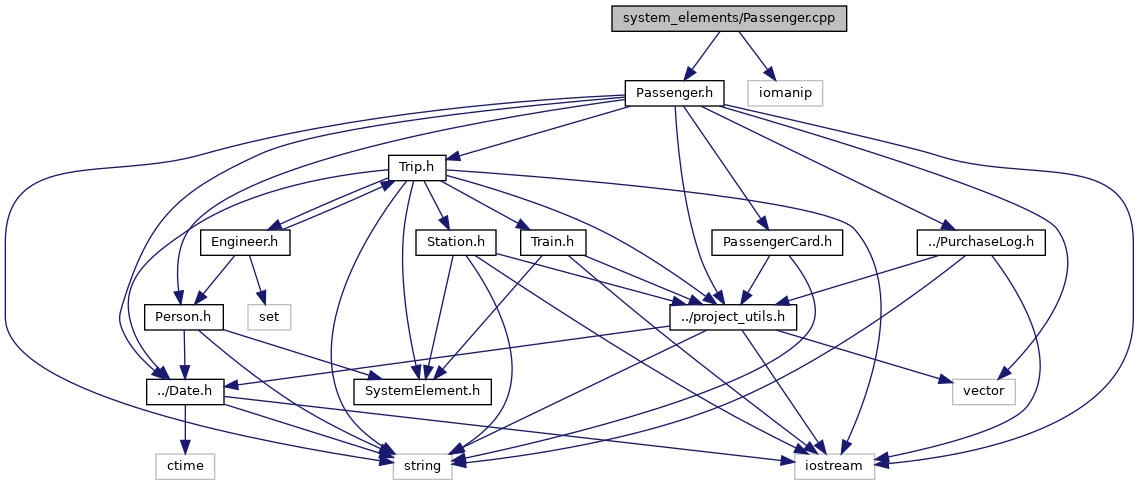 system_elements/Passenger.cpp
Passenger.h
iomanip
Trip.h
Engineer.h
Station.h
Train.h
PassengerCard.h
../PurchaseLog.h
Person.h
set
../project_utils.h
../Date.h
SystemElement.h
vector
ctime
string
iostream